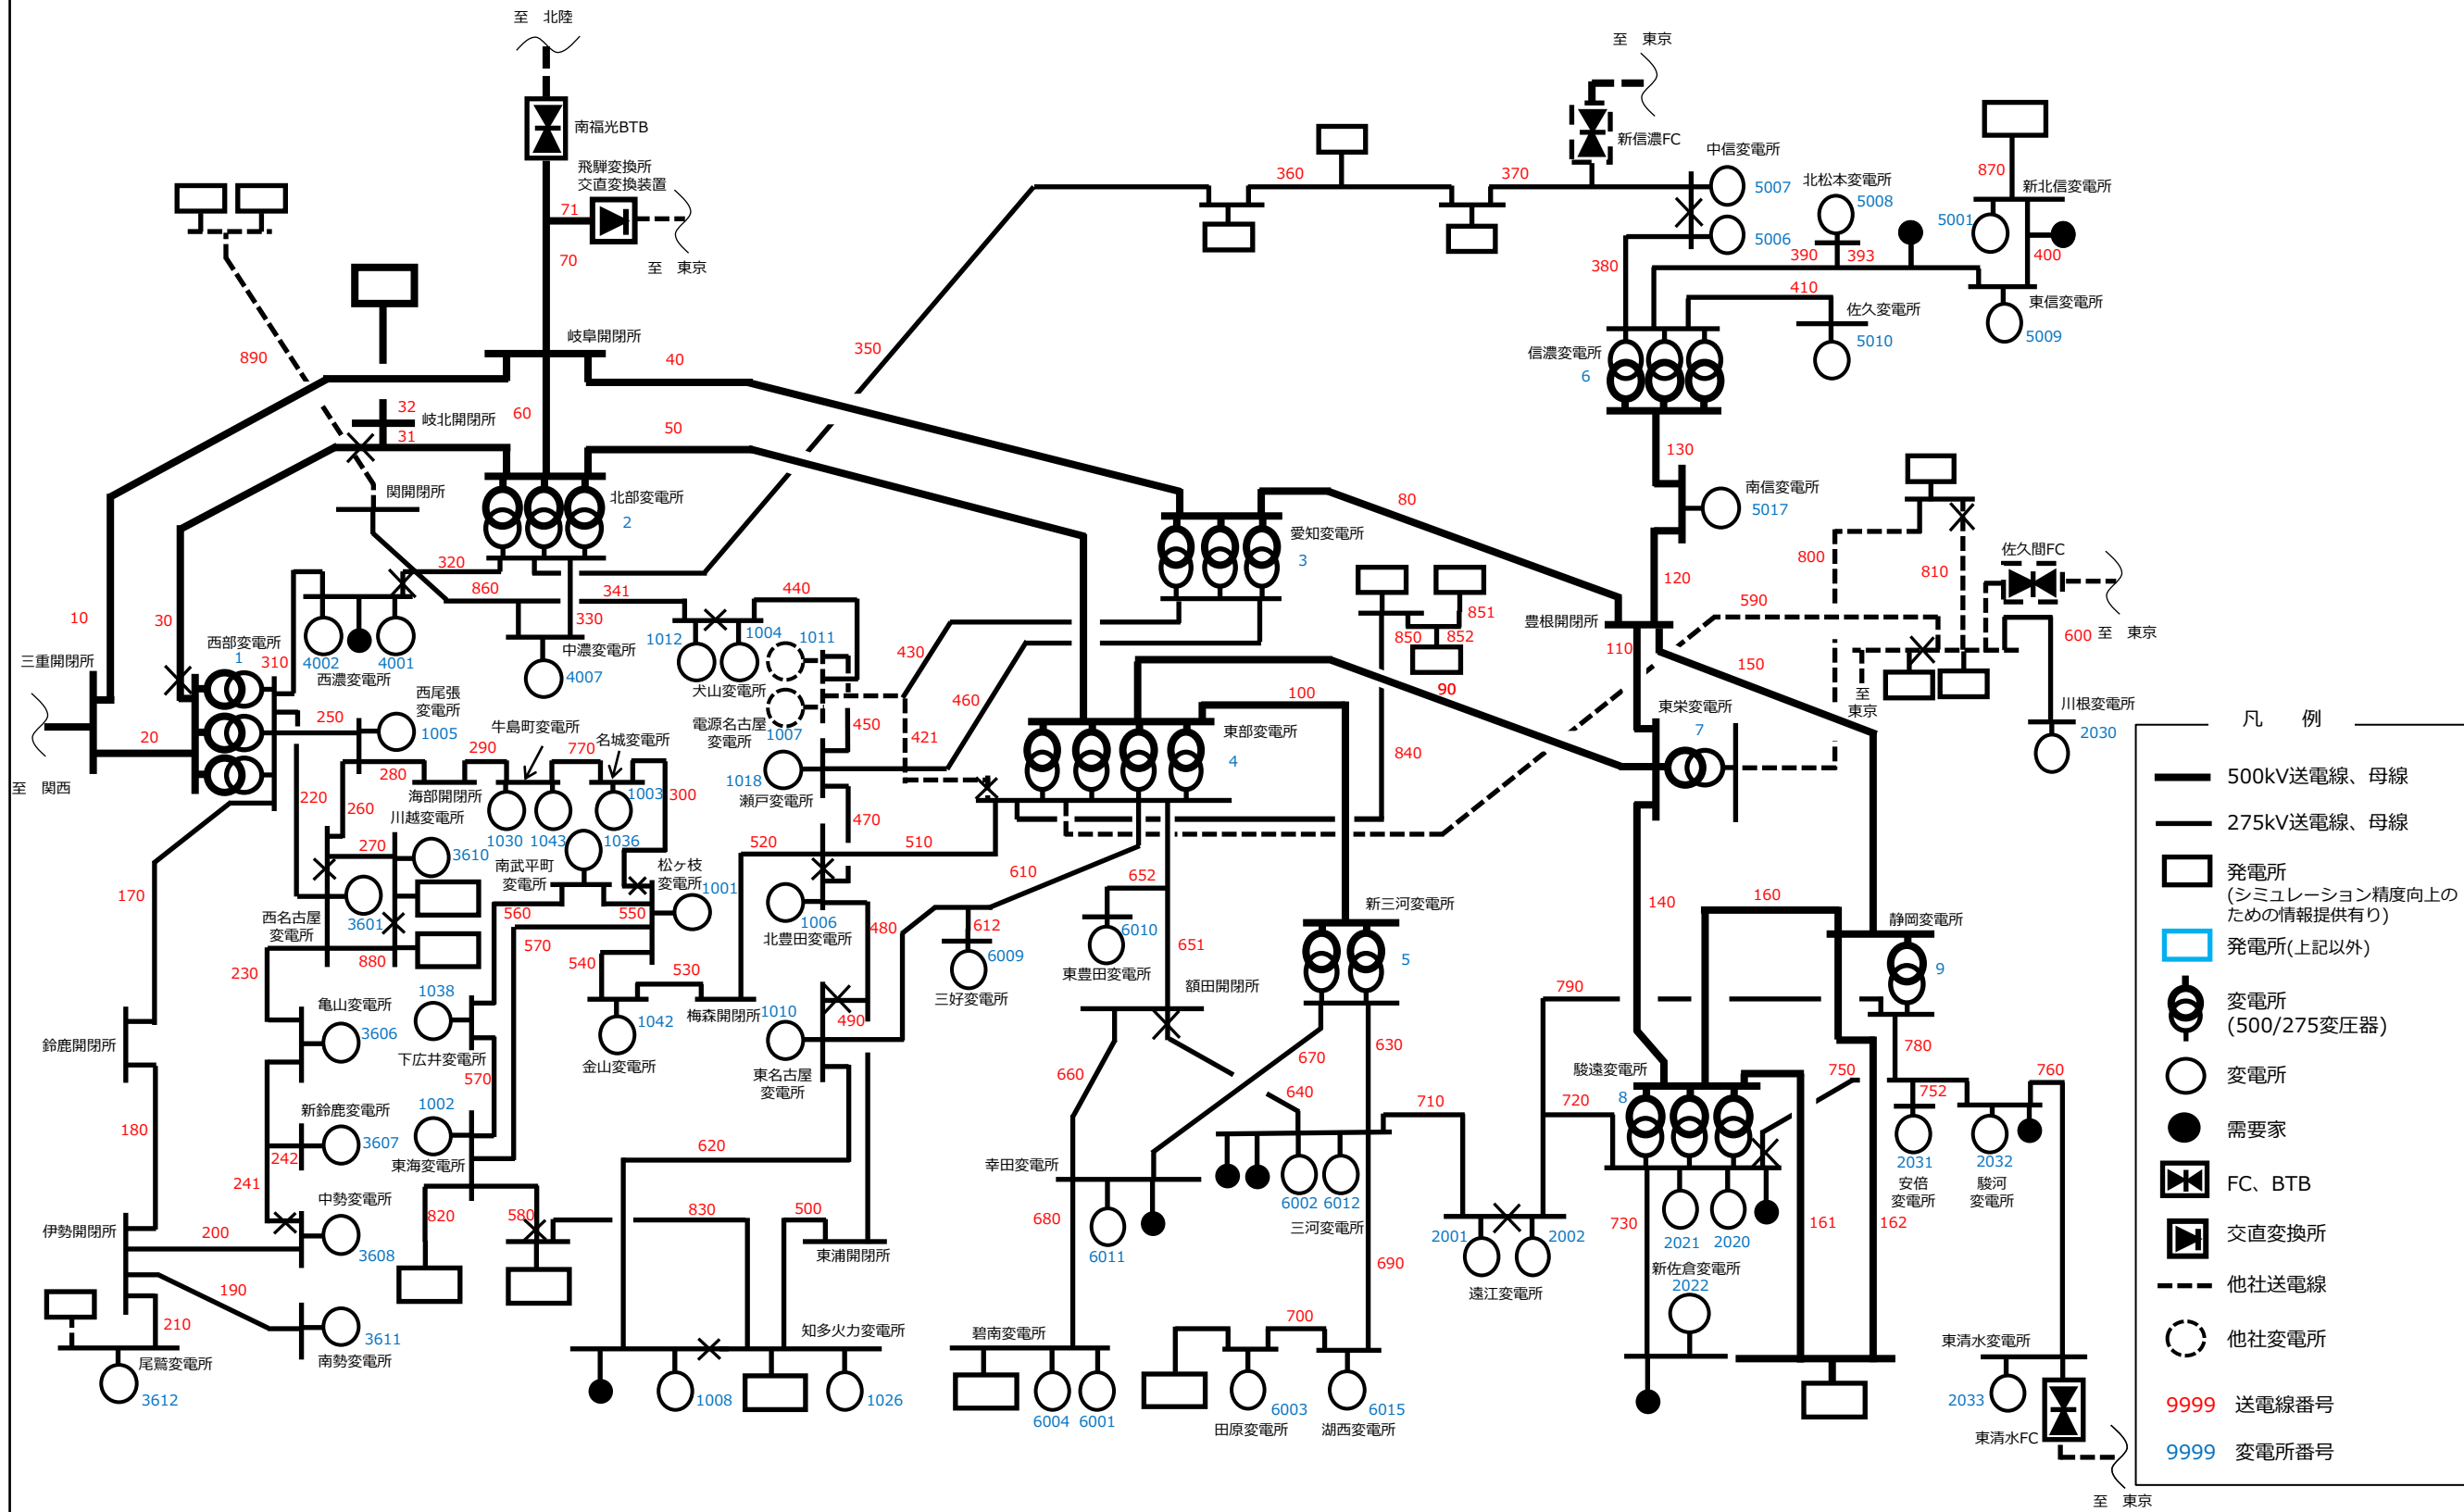 至　北陸
南福光BTB
飛騨変換所
交直変換装置
71
70
至　東京
360
370
至　東京
新信濃FC
中信変電所
5007
5006
北松本変電所
5008
390
393
380
410
870
新北信変電所
5001
400
東信変電所
5009
佐久変電所
5010
信濃変電所
6
890
岐阜開閉所
40
350
32
岐北開閉所
31
60
50
関開閉所
北部変電所
2
320
860
341
330
440
10
30
三重開閉所
至　関西
20
西部変電所
1
310
4002
4001
西濃変電所
中濃変電所
4007
1012
1004
犬山変電所
1011
電源名古屋
変電所
1007
430
460
450
421
愛知変電所
3
80
130
南信変電所
5017
120
豊根開閉所
110
150
590
800
810
佐久間FC
至　東京
600
至
東京
川根変電所
2030
850
851
852
90
840
100
東部変電所
4
東栄変電所
7
250
西尾張
変電所
1005
220
260
280
海部開閉所
290
牛島町変電所
770
名城変電所
1003
300
1030
1043
1036
川越変電所
270
3610
3601
西名古屋
変電所
880
南武平町
変電所
松ヶ枝
変電所
1001
560
550
570
540
530
1018
瀬戸変電所
470
520
510
1006
北豊田変電所
480
610
612
6009
三好変電所
652
6010
東豊田変電所
651
額田開閉所
新三河変電所
5
140
160
静岡変電所
9
170
230
亀山変電所
3606
鈴鹿開閉所
1038
下広井変電所
570
1042
金山変電所
梅森開閉所
1010
490
東名古屋
変電所
新鈴鹿変電所
3607
242
241
180
1002
東海変電所
中勢変電所
3608
伊勢開閉所
200
190
210
3611
南勢変電所
尾鷲変電所
3612
820
580
830
500
620
東浦開閉所
知多火力変電所
1008
1026
660
670
630
640
幸田変電所
680
6011
6002
6012
三河変電所
690
700
碧南変電所
6004
6001
6003
田原変電所
6015
湖西変電所
710
720
790
2001
2002
遠江変電所
駿遠変電所
8
750
730
2021
2020
新佐倉変電所
2022
161
162
780
752
760
2031
安倍
変電所
2032
駿河
変電所
東清水変電所
2033
東清水FC
至　東京
凡　　例
500kV送電線、母線
275kV送電線、母線
発電所
(シミュレーション精度向上の
ための情報提供有り)
発電所(上記以外)
変電所
(500/275変圧器)
変電所
需要家
FC、BTB
交直変換所
他社送電線
他社変電所
9999　送電線番号
9999　変電所番号